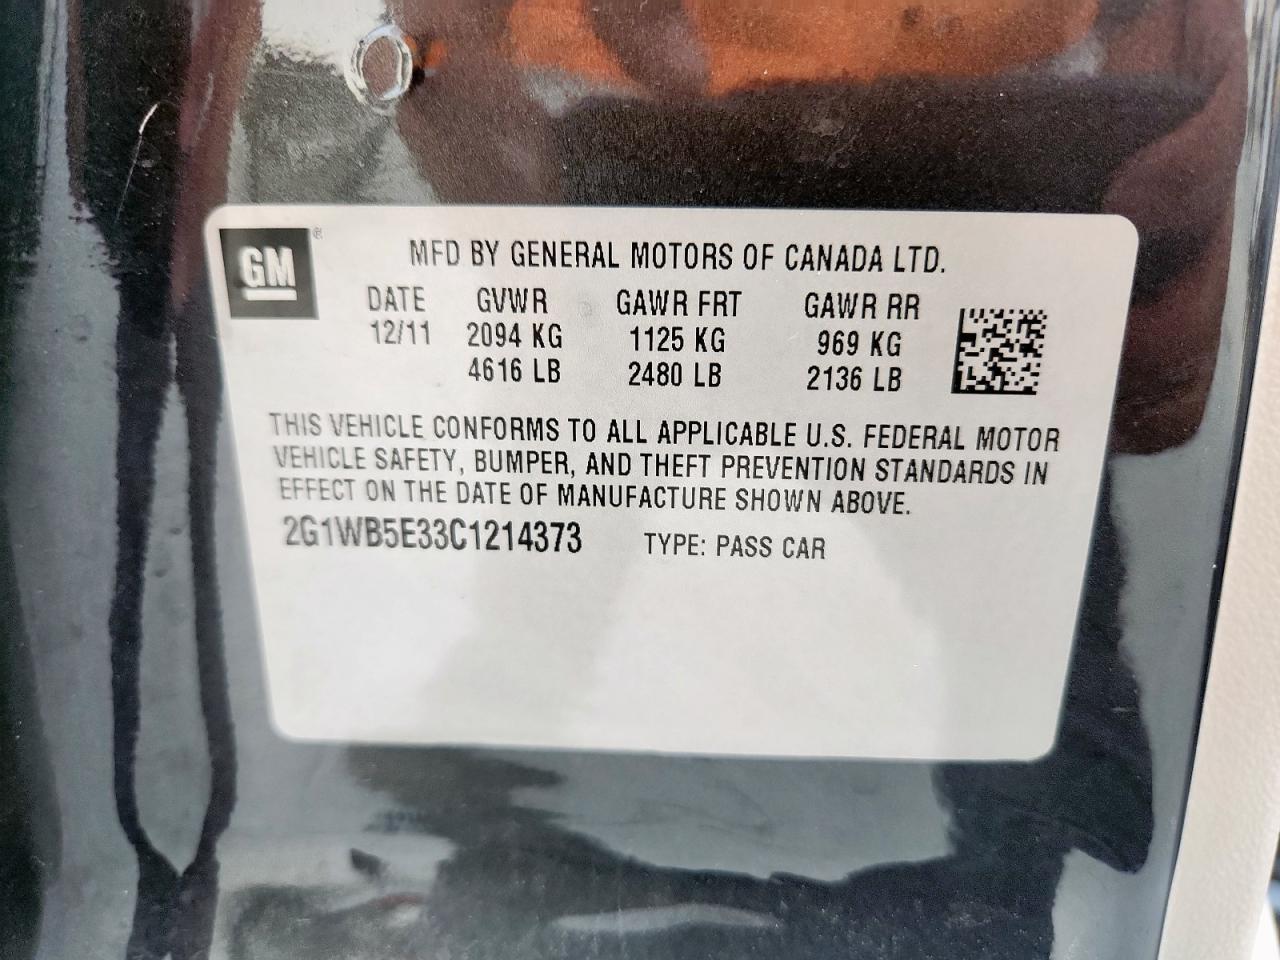 GM ®
MFD BY GENERAL MOTORS OF CANADA LTD.
DATE GVWR GAWR FRT GAWR RR
12/11 2094 KG 1125 KG 969 KG
4616 LB 2480 LB 2136 LB
THIS VEHICLE CONFORMS TO ALL APPLICABLE U.S. FEDERAL MOTOR
VEHICLE SAFETY, BUMPER, AND THEFT PREVENTION STANDARDS IN
EFFECT ON THE DATE OF MANUFACTURE SHOWN ABOVE.
2G1WB5E33C1214373 TYPE: PASS CAR